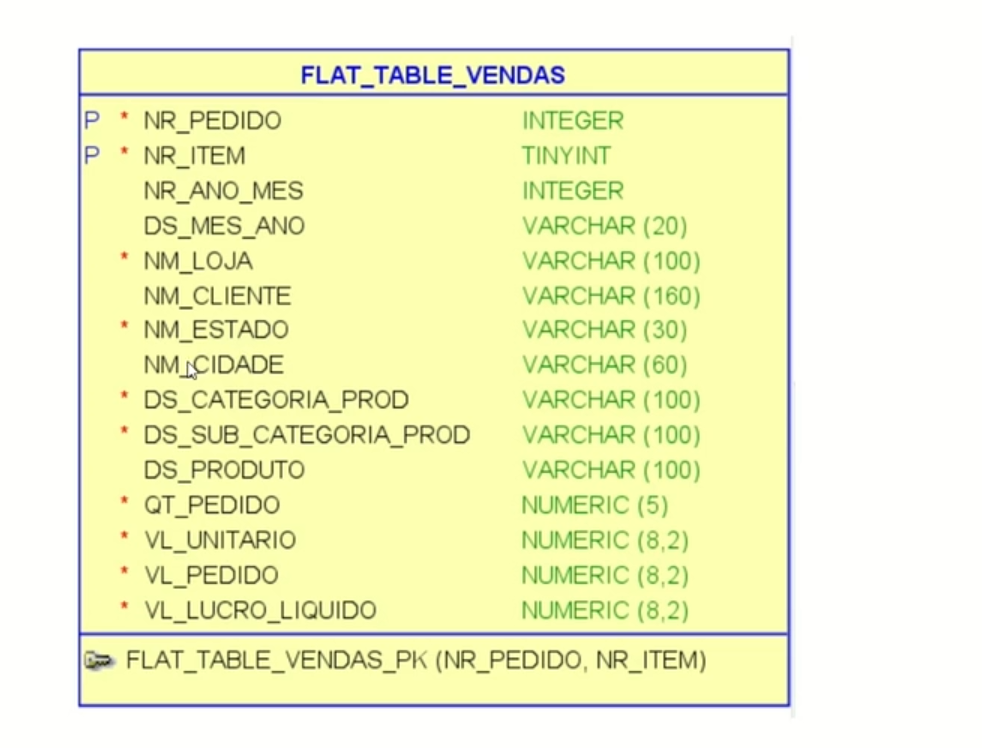 FLAT_TABLE_VENDAS
P * NR_PEDIDO INTEGER
P * NR_ITEM TINYINT
NR_ANO_MES INTEGER
DS_MES_ANO VARCHAR (20)
* NM_LOJA VARCHAR (100)
NM_CLIENTE VARCHAR (160)
* NM_ESTADO VARCHAR (30)
NM_CIDADE VARCHAR (60)
* DS_CATEGORIA_PROD VARCHAR (100)
* DS_SUB_CATEGORIA_PROD VARCHAR (100)
DS_PRODUTO VARCHAR (100)
* QT_PEDIDO NUMERIC (5)
* VL_UNITARIO NUMERIC (8,2)
* VL_PEDIDO NUMERIC (8,2)
* VL_LUCRO_LIQUIDO NUMERIC (8,2)
FLAT_TABLE_VENDAS_PK (NR_PEDIDO, NR_ITEM)